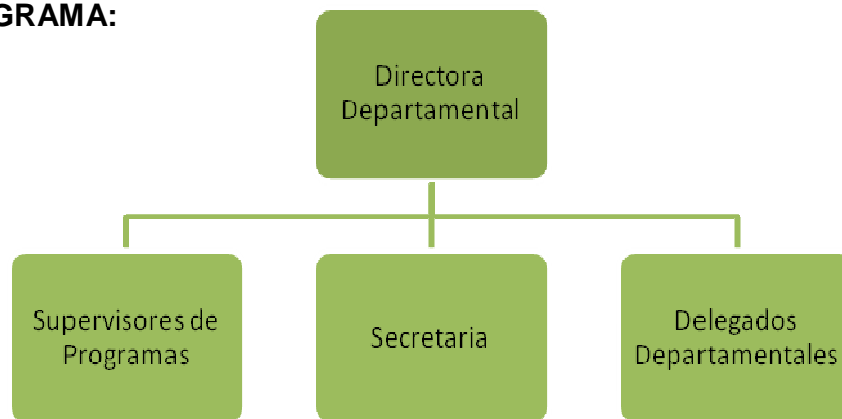 GRAMA:
Directora
Departamental
Supervisores de
Programas
Secretaria
Delegados
Departamentales